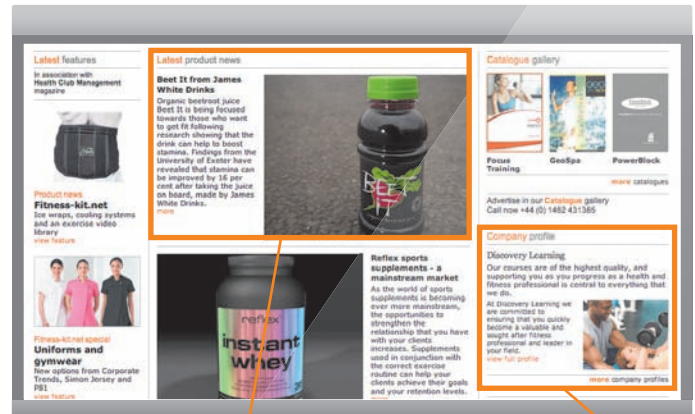 Latest features
In association with
Health Club Management
magazine
Product news
Fitness-kit.net
Ice wraps, cooling systems
and an exercise video
library
view feature
Fitness-kit.net special
Uniforms and
gymwear
New options from Corporate
Trends, Simon Jersey and
PB1
view feature
Latest product news
Beet It from James
White Drinks
Organic beetroot juice
Beet It is being focused
towards those who want
to get fit following
research showing that the
drink can help to boost
stamina. Findings from the
University of Exeter have
revealed that stamina can
be improved by 16 per
cent after taking the juice
on board, made by James
White Drinks.
more
BEET
IT
reflex
instant
whey
Reflex sports
supplements - a
mainstream market
As the world of sports
supplements is becoming
ever more mainstream,
the opportunities to
strengthen the
relationship that you have
with your clients
increases. Supplements
used in conjunction with
the correct exercise
routine can help your
clients achieve their goals
and your retention levels.
more
Catalogue gallery
Focus
Training
GeoSpa
PowerBlock
more catalogues
Advertise in our Catalogue gallery
Call now +44 (0) 1462 431385
Company profile
Discovery Learning
Our courses are of the highest quality, and
supporting you as you progress as a health and
fitness professional is central to everything that
we do.
At Discovery Learning we
are committed to
ensuring that you quickly
become a valuable and
sought after fitness
professional and leader in
your field.
view full profile
more company profiles